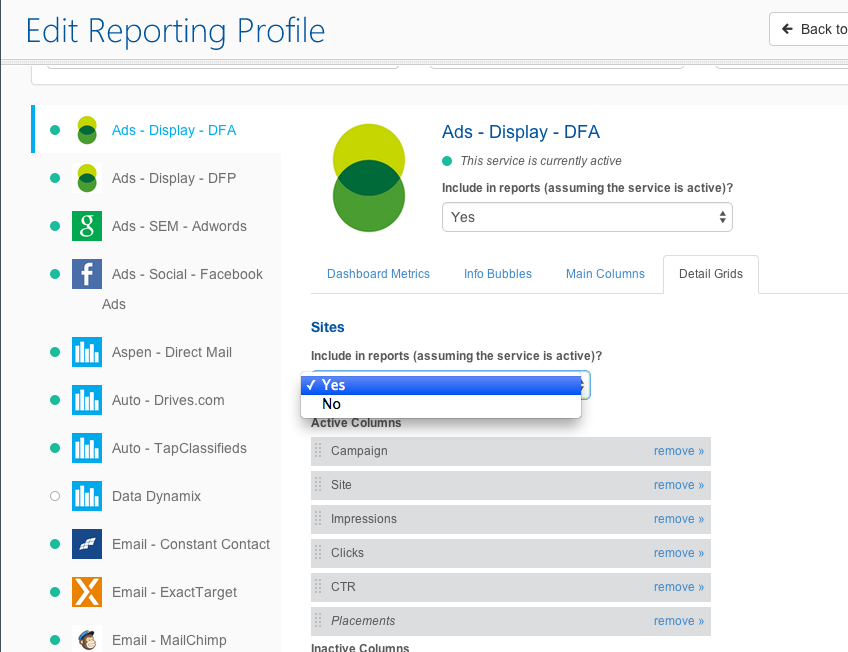 Edit Reporting Profile
Back to
Ads - Display - DFA
Ads - Display - DFP
g
Ads - SEM - Adwords
f
Ads - Social - Facebook
Ads
Aspen - Direct Mail
Auto - Drives.com
Auto - TapClassifieds
Data Dynamix
Email - Constant Contact
X
Email - ExactTarget
Email - MailChimp
Ads - Display - DFA
This service is currently active
Include in reports (assuming the service is active)?
Yes
Dashboard Metrics
Info Bubbles
Main Columns
Detail Grids
Sites
Include in reports (assuming the service is active)?
✓ Yes
No
Active Columns
Campaign remove »
Site remove »
Impressions remove »
Clicks remove »
CTR remove »
Placements remove »
Inactive Columns